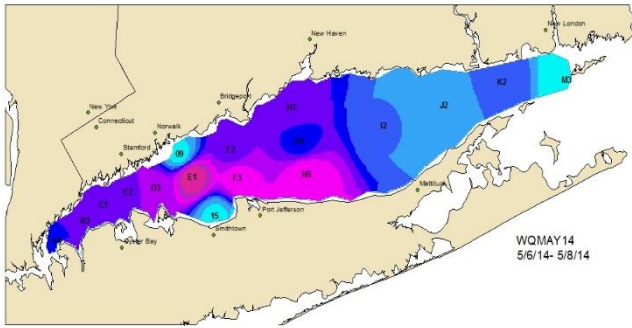 New London
New Haven
M3
K2
Bridgeport
H2
J2
New York
I2
Connecticut
Norwalk
H4
09
F2
Stamford
E1
F3
H6
D3
C2
Mattituck
C1
15
Port Jefferson
B3
Smithtown
Oyster Bay
WQMAY14
5/6/14- 5/8/14